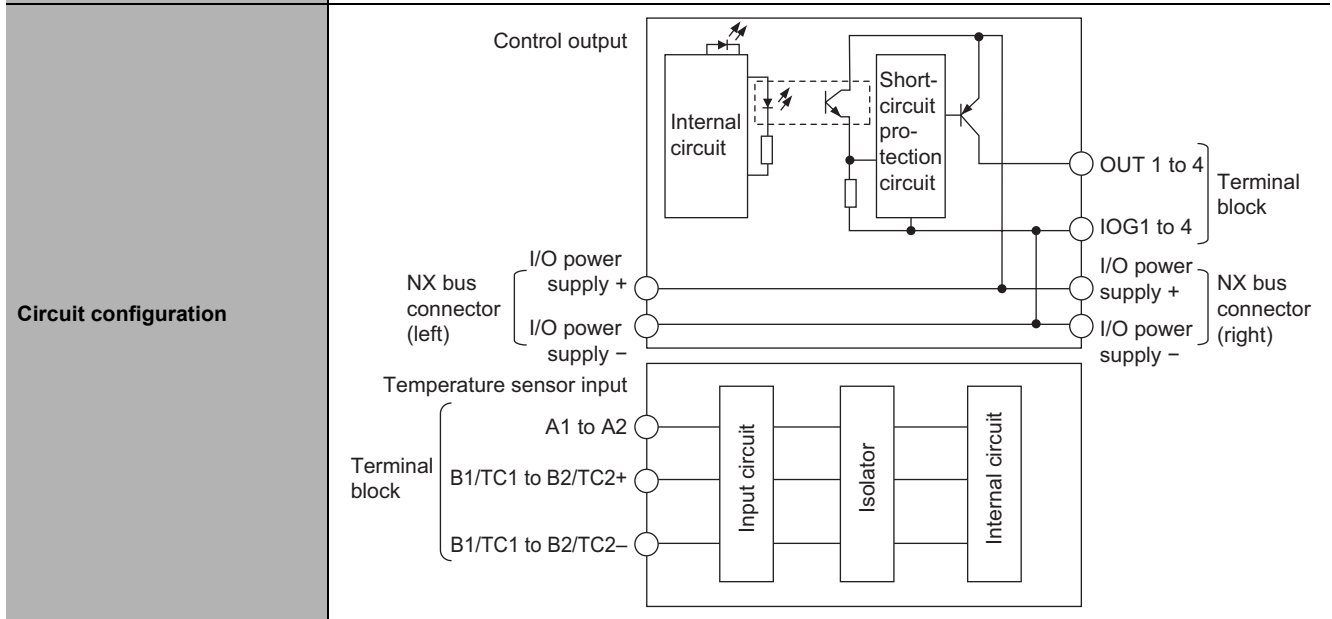 Circuit configuration
Control output
Internal
circuit
Short-
circuit
pro-
tection
circuit
OUT 1 to 4
IOG1 to 4
Terminal
block
NX bus
connector
(left)
I/O power
supply +
I/O power
supply −
I/O power
supply +
I/O power
supply −
NX bus
connector
(right)
Temperature sensor input
Terminal
block
A1 to A2
B1/TC1 to B2/TC2+
B1/TC1 to B2/TC2–
Input circuit
Isolator
Internal circuit